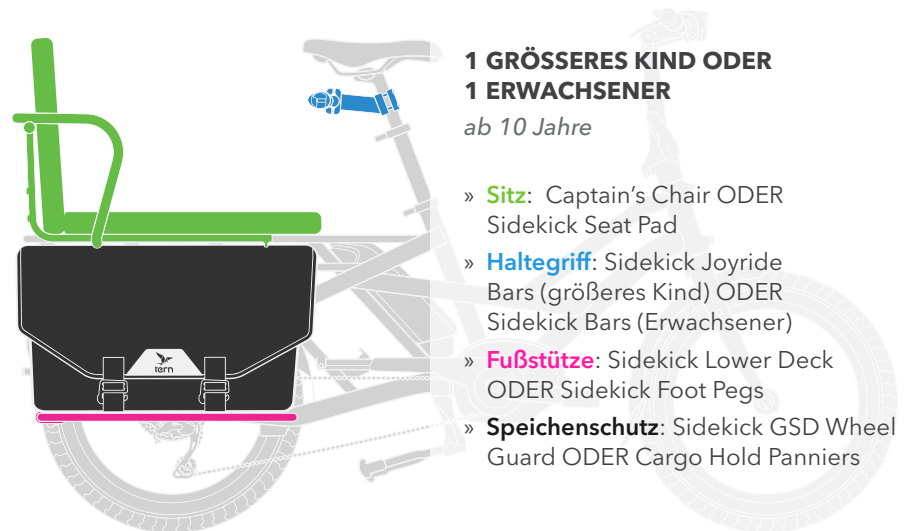 1 GRÖSSERES KIND ODER
1 ERWACHSENER
ab 10 Jahre
» Sitz: Captain's Chair ODER
Sidekick Seat Pad
» Haltegriff: Sidekick Joyride
Bars (größeres Kind) ODER
Sidekick Bars (Erwachsener)
» Fußstütze: Sidekick Lower Deck
ODER Sidekick Foot Pegs
» Speichenschutz: Sidekick GSD Wheel
Guard ODER Cargo Hold Panniers
tern